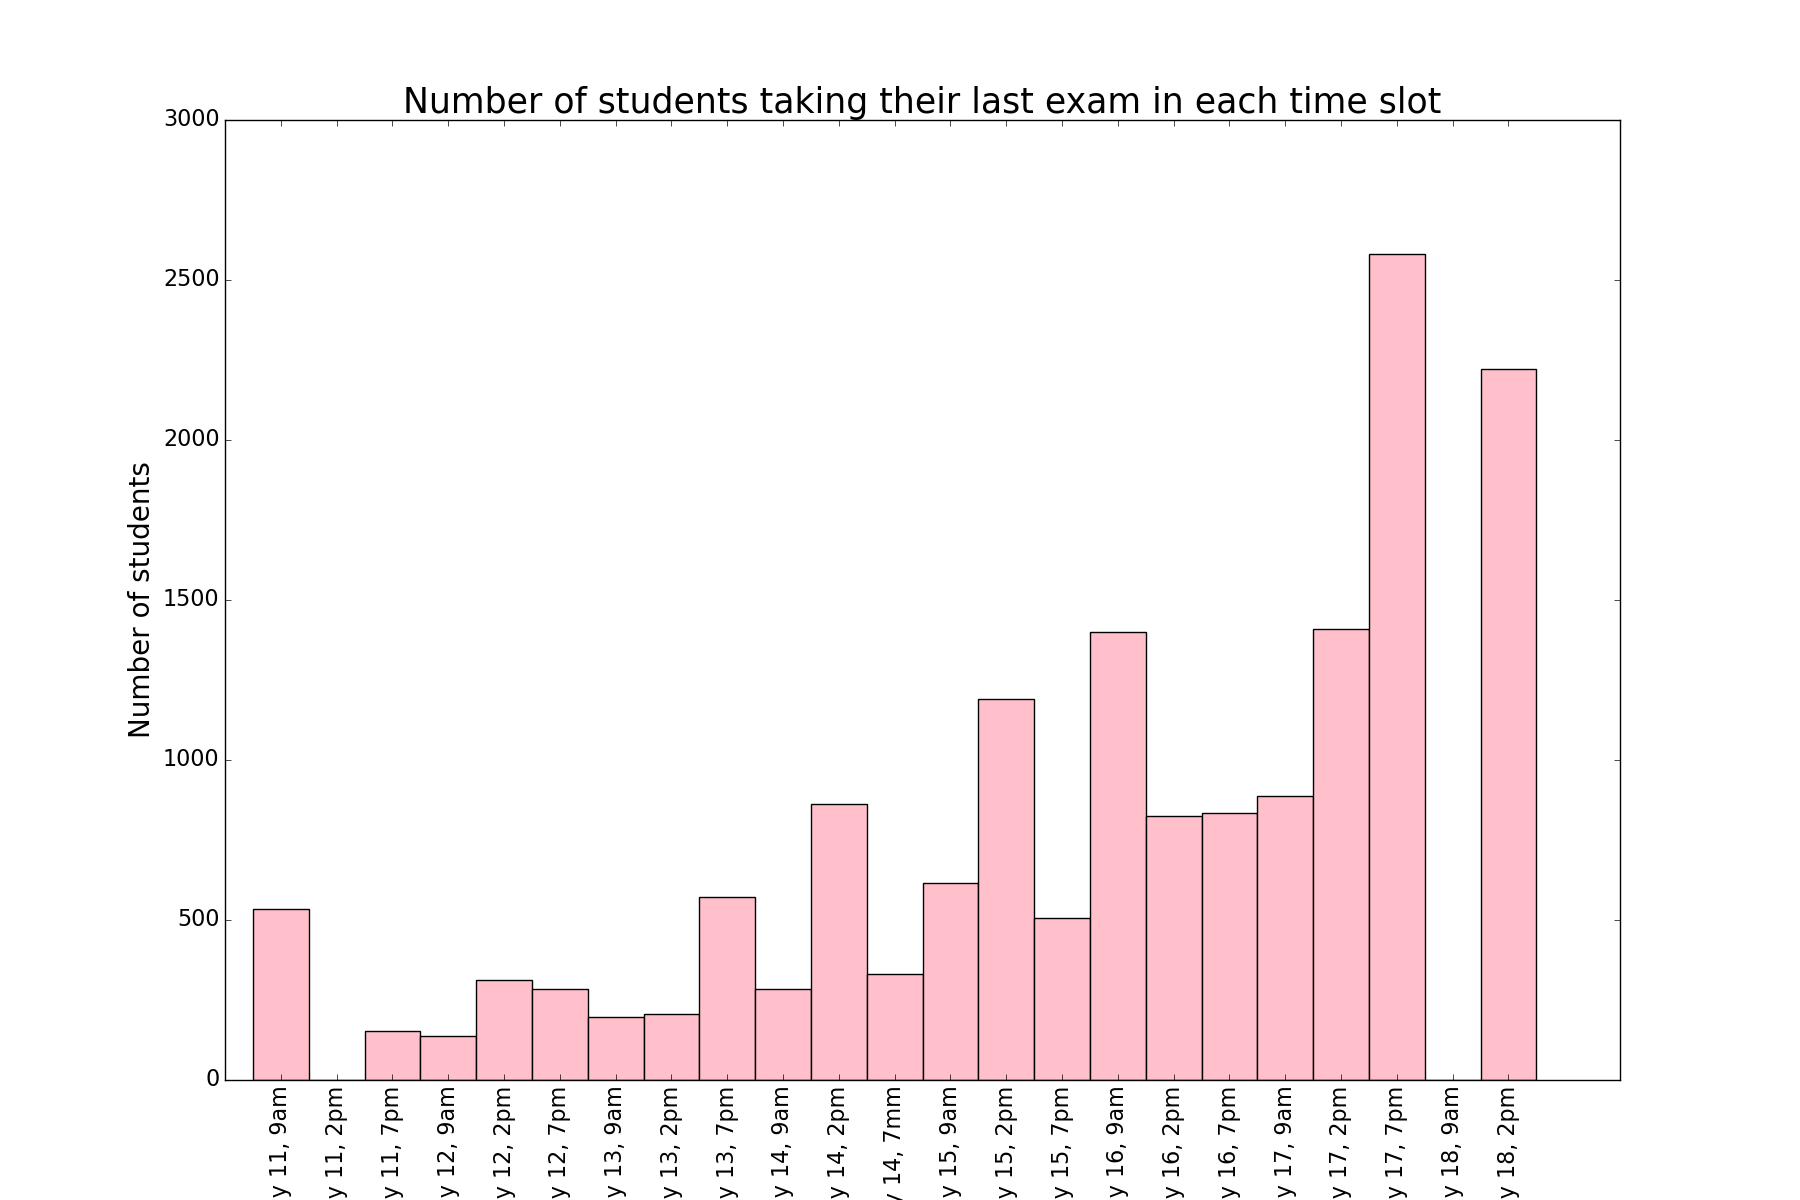 Number of students taking their last exam in each time slot
Number of students
3000
2500
2000
1500
1000
500
0
y 11, 9am
y 11, 2pm
y 11, 7pm
y 12, 9am
y 12, 2pm
y 12, 7pm
y 13, 9am
y 13, 2pm
y 13, 7pm
y 14, 9am
y 14, 2pm
y 14, 7mm
y 15, 9am
y 15, 2pm
y 15, 7pm
y 16, 9am
y 16, 2pm
y 16, 7pm
y 17, 9am
y 17, 2pm
y 17, 7pm
y 18, 9am
y 18, 2pm